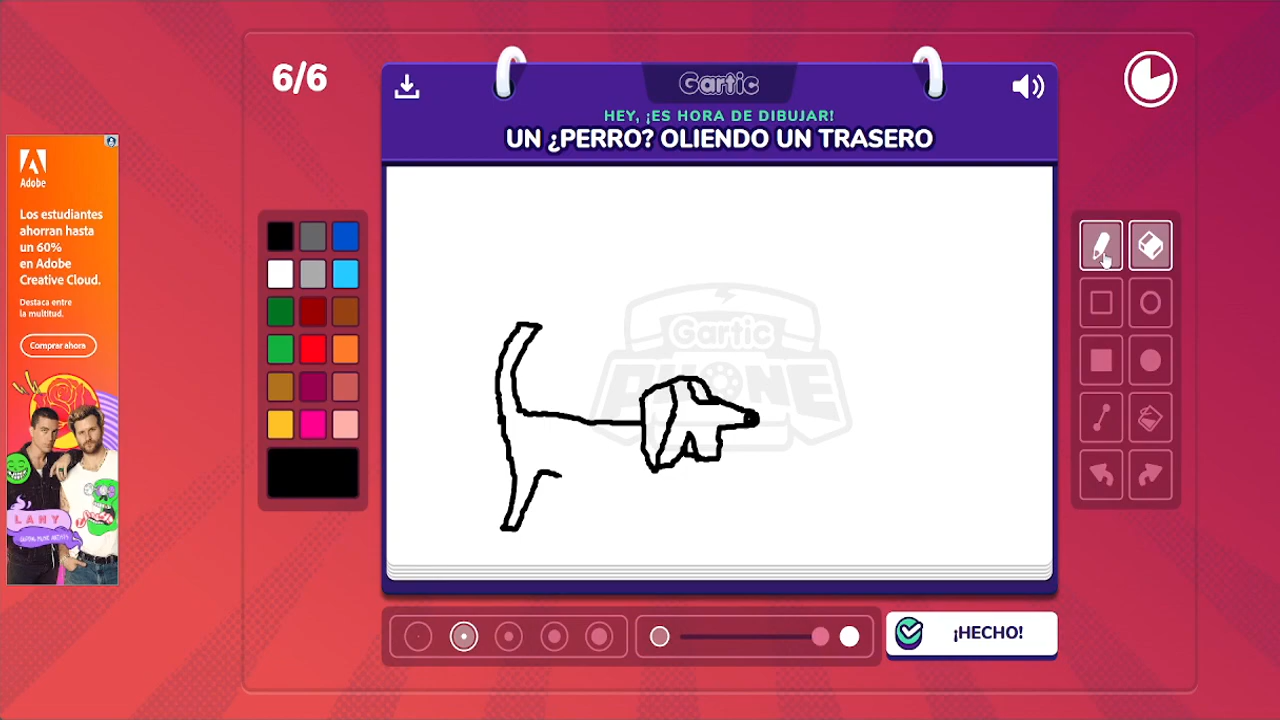 6/6
Gartic
HEY, ¡ES HORA DE DIBUJAR!
UN ¿PERRO? OLIENDO UN TRASERO
Adobe
Los estudiantes
ahorran hasta
un 60%
en Adobe
Creative Cloud.
Destaca entre
la multitud.
Comprar ahora
LANY
Gartic
PHONE
¡HECHO!